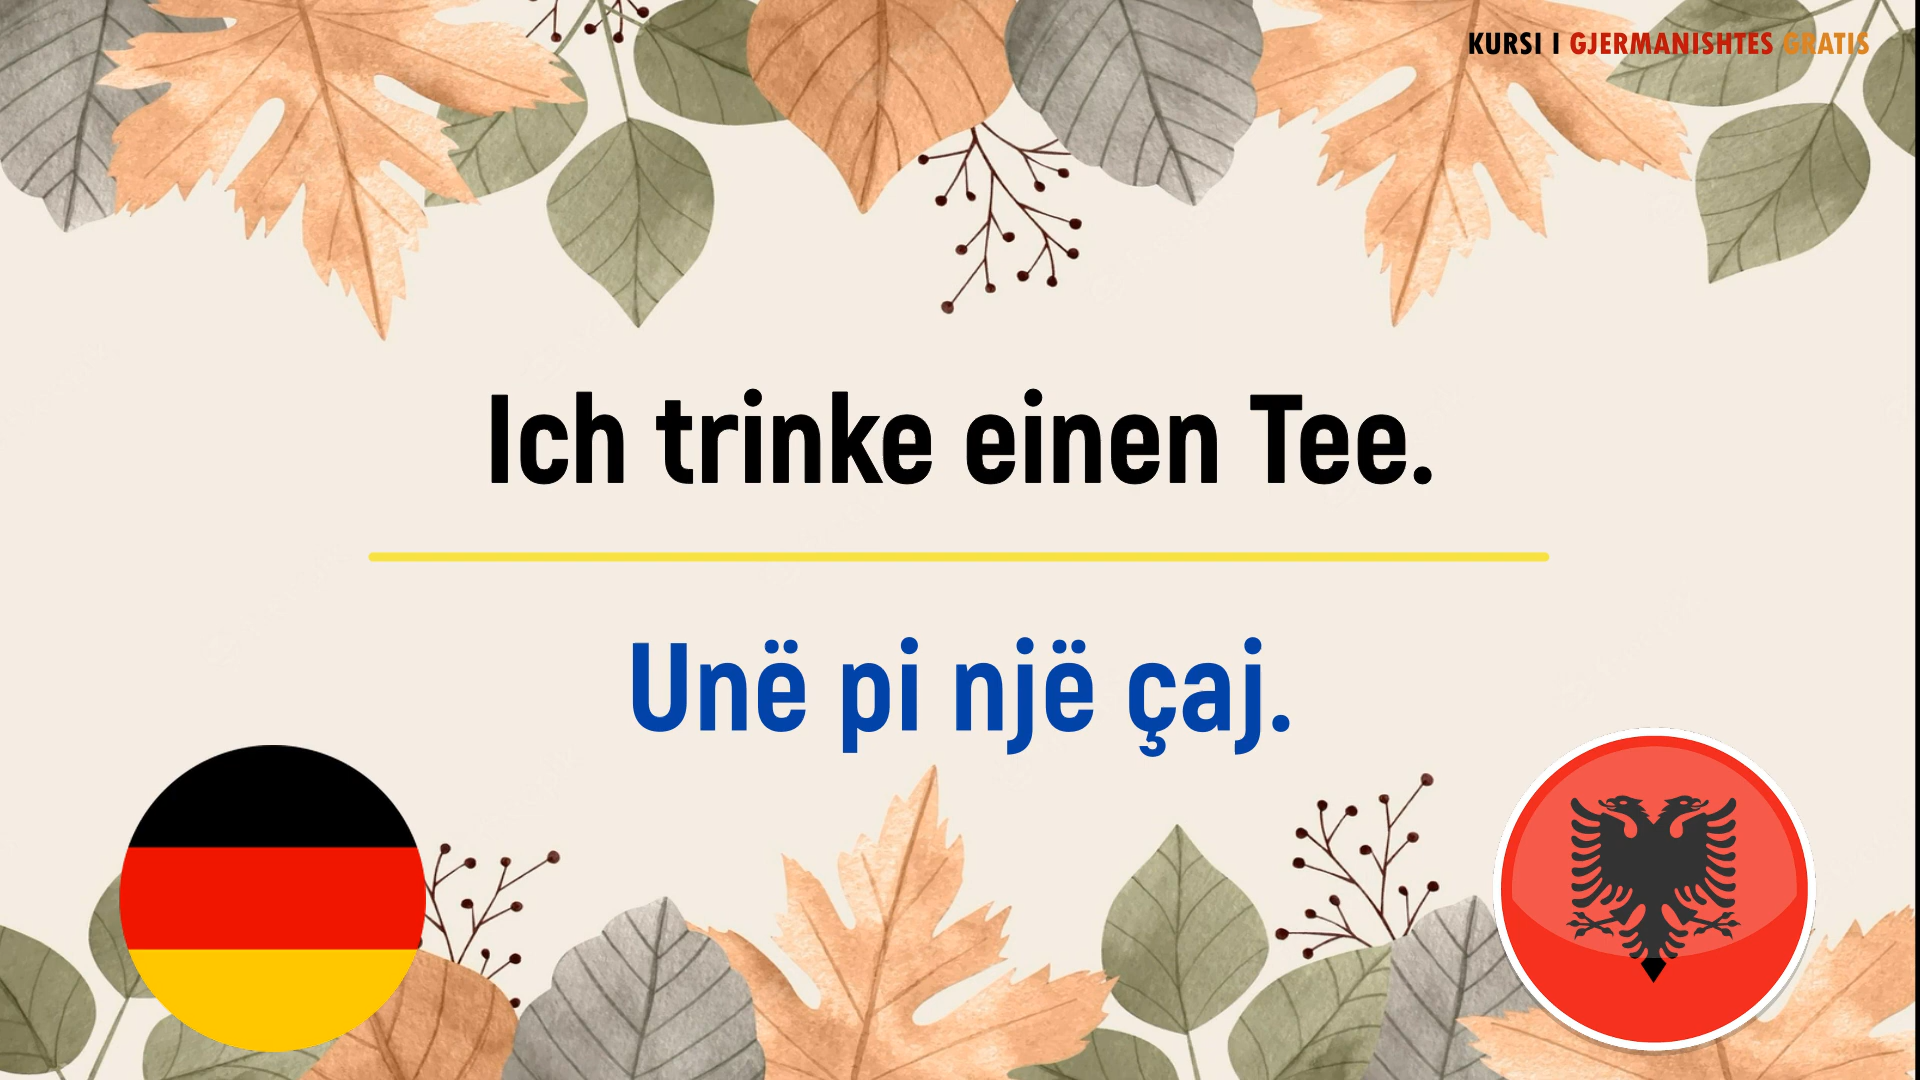 KURSI I GJERMANISHTES GRATIS
Ich trinke einen Tee.
Unë pi një çaj.